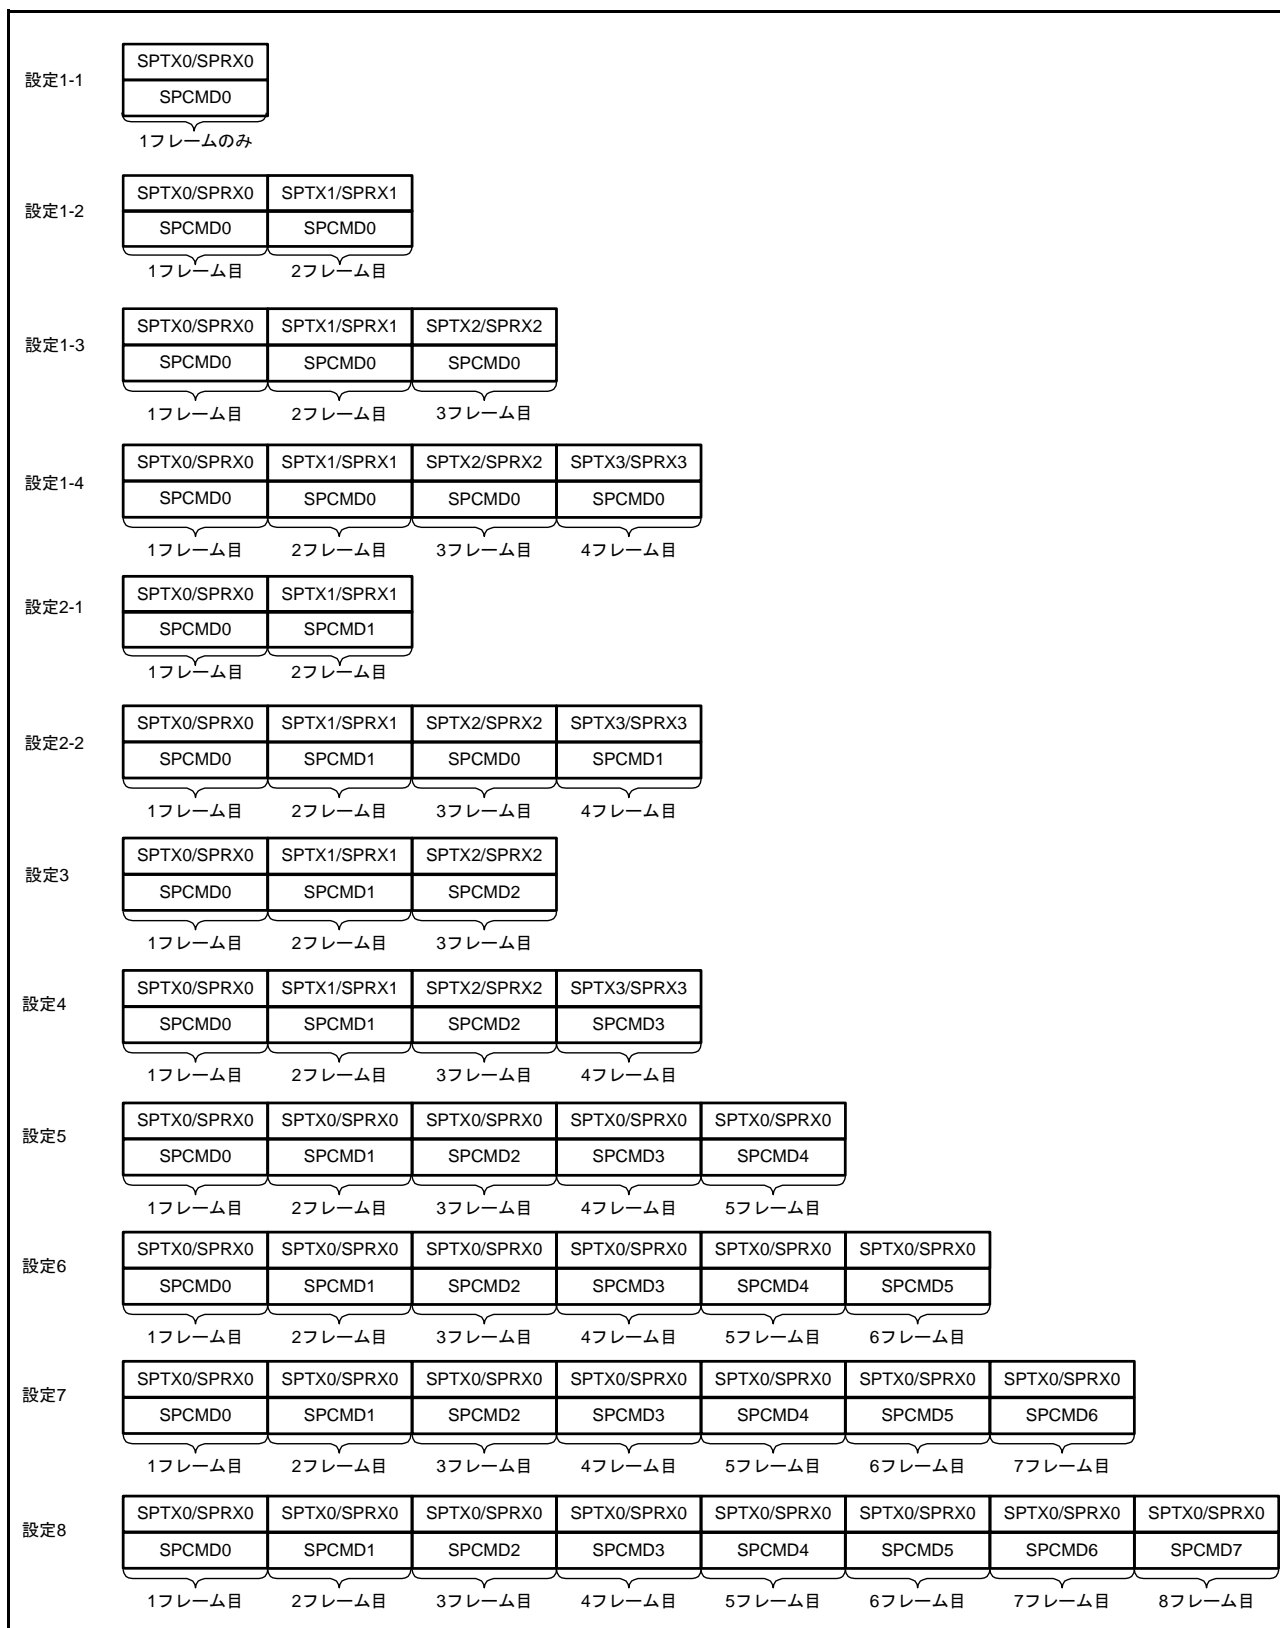 設定1-1
SPTX0/SPRX0
SPCMD0
1フレームのみ
設定1-2
SPTX0/SPRX0 SPTX1/SPRX1
SPCMD0 SPCMD0
1フレーム目 2フレーム目
設定1-3
SPTX0/SPRX0 SPTX1/SPRX1 SPTX2/SPRX2
SPCMD0 SPCMD0 SPCMD0
1フレーム目 2フレーム目 3フレーム目
設定1-4
SPTX0/SPRX0 SPTX1/SPRX1 SPTX2/SPRX2 SPTX3/SPRX3
SPCMD0 SPCMD0 SPCMD0 SPCMD0
1フレーム目 2フレーム目 3フレーム目 4フレーム目
設定2-1
SPTX0/SPRX0 SPTX1/SPRX1
SPCMD0 SPCMD1
1フレーム目 2フレーム目
設定2-2
SPTX0/SPRX0 SPTX1/SPRX1 SPTX2/SPRX2 SPTX3/SPRX3
SPCMD0 SPCMD1 SPCMD0 SPCMD1
1フレーム目 2フレーム目 3フレーム目 4フレーム目
設定3
SPTX0/SPRX0 SPTX1/SPRX1 SPTX2/SPRX2
SPCMD0 SPCMD1 SPCMD2
1フレーム目 2フレーム目 3フレーム目
設定4
SPTX0/SPRX0 SPTX1/SPRX1 SPTX2/SPRX2 SPTX3/SPRX3
SPCMD0 SPCMD1 SPCMD2 SPCMD3
1フレーム目 2フレーム目 3フレーム目 4フレーム目
設定5
SPTX0/SPRX0 SPTX0/SPRX0 SPTX0/SPRX0 SPTX0/SPRX0 SPTX0/SPRX0
SPCMD0 SPCMD1 SPCMD2 SPCMD3 SPCMD4
1フレーム目 2フレーム目 3フレーム目 4フレーム目 5フレーム目
設定6
SPTX0/SPRX0 SPTX0/SPRX0 SPTX0/SPRX0 SPTX0/SPRX0 SPTX0/SPRX0 SPTX0/SPRX0
SPCMD0 SPCMD1 SPCMD2 SPCMD3 SPCMD4 SPCMD5
1フレーム目 2フレーム目 3フレーム目 4フレーム目 5フレーム目 6フレーム目
設定7
SPTX0/SPRX0 SPTX0/SPRX0 SPTX0/SPRX0 SPTX0/SPRX0 SPTX0/SPRX0 SPTX0/SPRX0 SPTX0/SPRX0
SPCMD0 SPCMD1 SPCMD2 SPCMD3 SPCMD4 SPCMD5 SPCMD6
1フレーム目 2フレーム目 3フレーム目 4フレーム目 5フレーム目 6フレーム目 7フレーム目
設定8
SPTX0/SPRX0 SPTX0/SPRX0 SPTX0/SPRX0 SPTX0/SPRX0 SPTX0/SPRX0 SPTX0/SPRX0 SPTX0/SPRX0 SPTX0/SPRX0
SPCMD0 SPCMD1 SPCMD2 SPCMD3 SPCMD4 SPCMD5 SPCMD6 SPCMD7
1フレーム目 2フレーム目 3フレーム目 4フレーム目 5フレーム目 6フレーム目 7フレーム目 8フレーム目